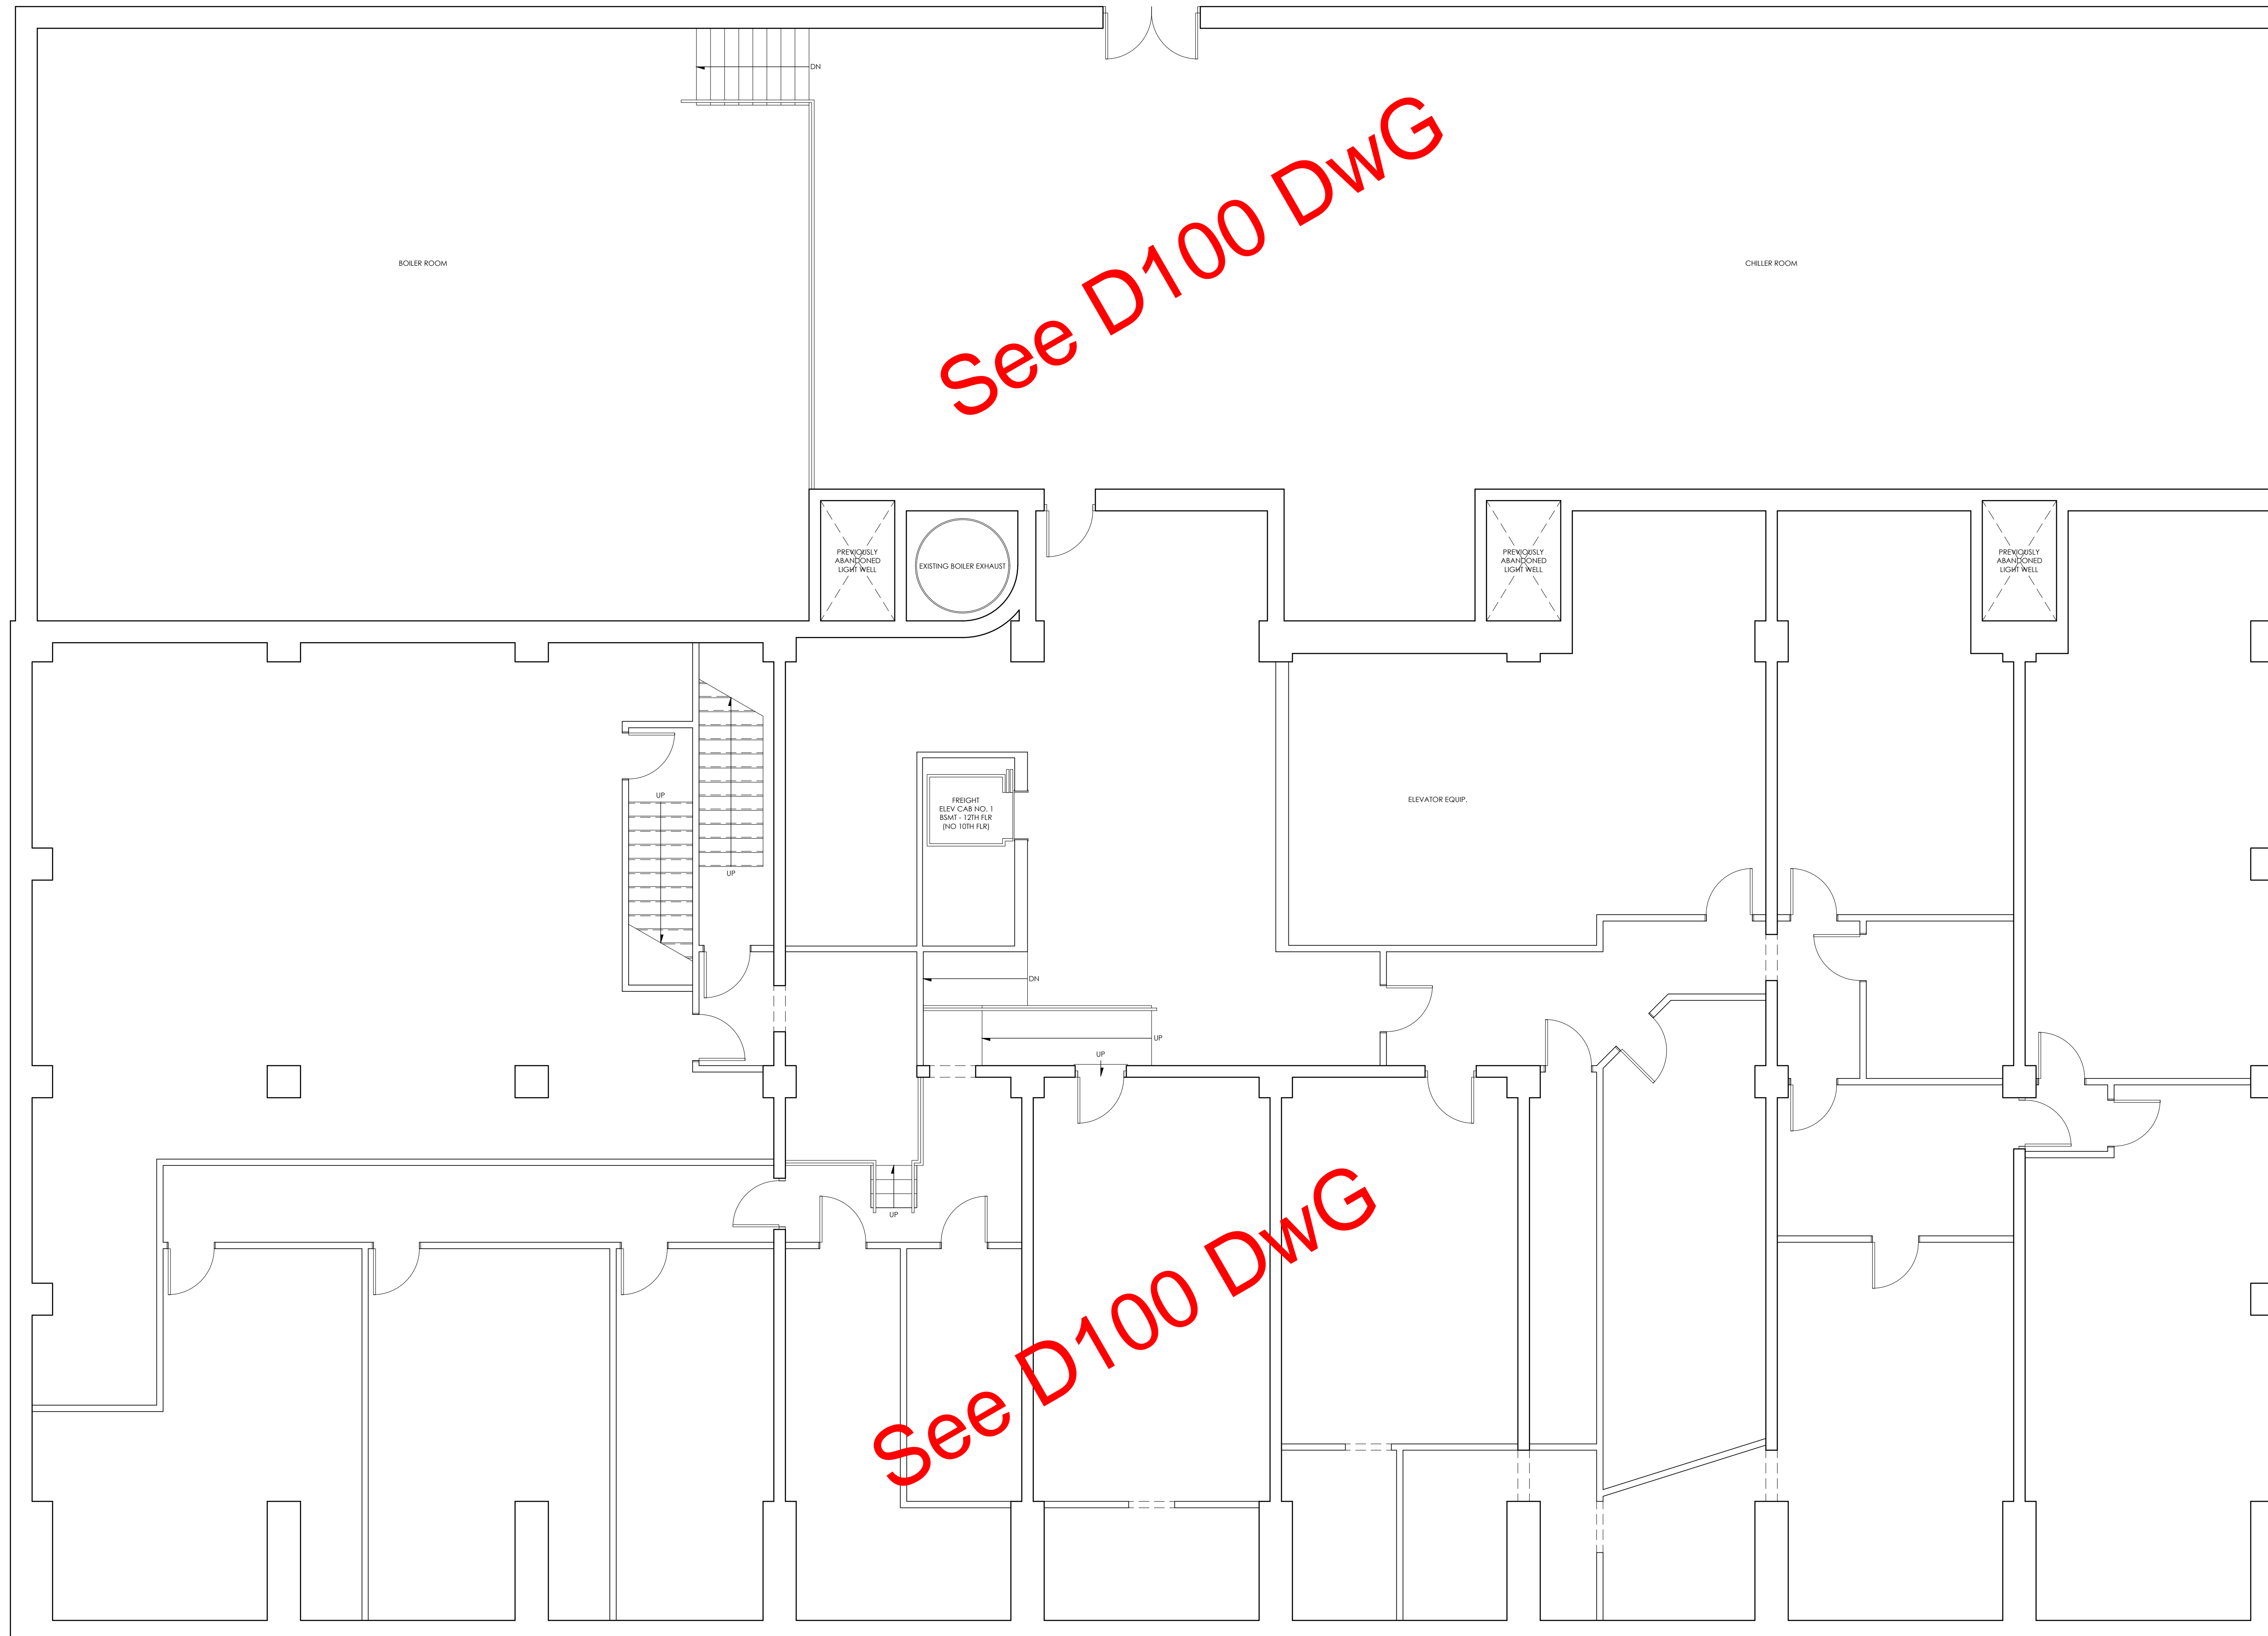 DN
See D100 DwG
BOILER ROOM
CHILLER ROOM
PREVIOUSLY
ABANDONED
LIGHT WELL
EXISTING BOILER EXHAUST
PREVIOUSLY
ABANDONED
LIGHT WELL
PREVIOUSLY
ABANDONED
LIGHT WELL
UP
FREIGHT
ELEV CAB NO. 1
BSMT - 12TH FLR
(NO 10TH FLR)
ELEVATOR EQUIP.
UP
DN
UP
UP
UP
See D100 DwG